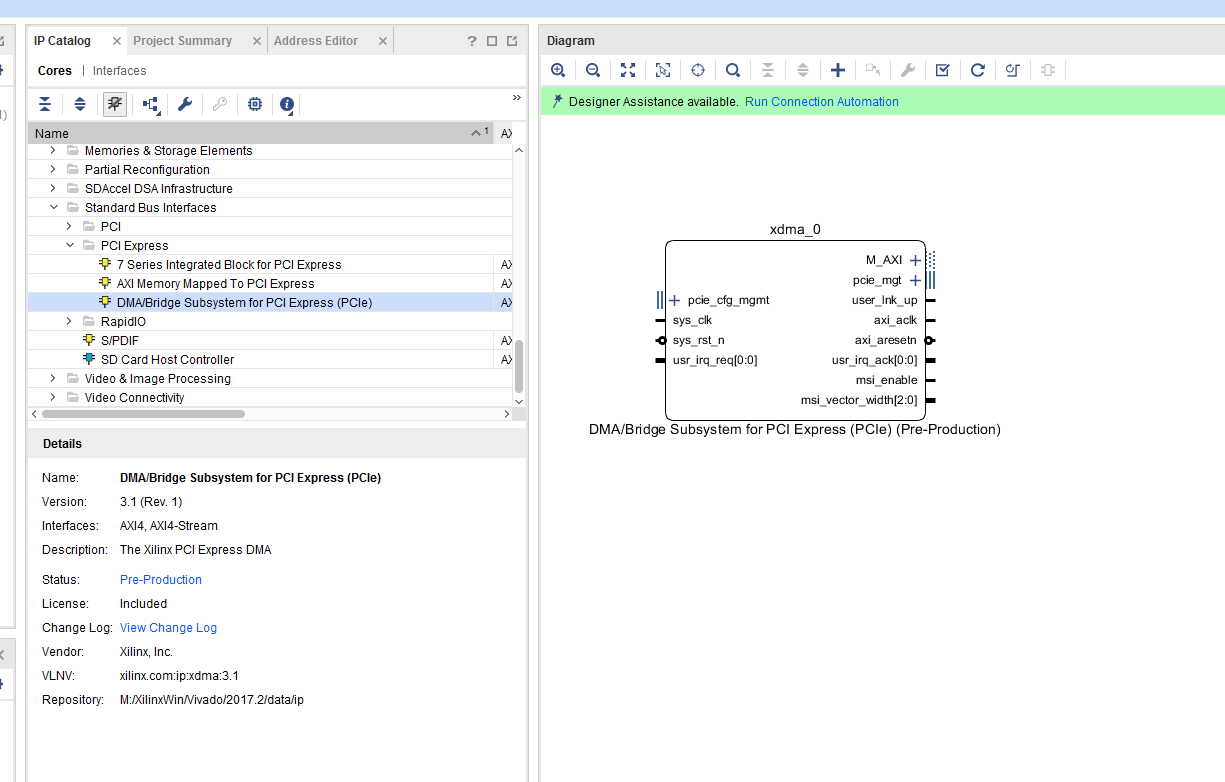 IP Catalog
Project Summary
Address Editor
?
Cores | Interfaces
Name
1
AX
Memories & Storage Elements
Partial Reconfiguration
SDAccel DSA Infrastructure
Standard Bus Interfaces
PCI
PCI Express
7 Series Integrated Block for PCI Express
AX
AXI Memory Mapped To PCI Express
AX
DMA/Bridge Subsystem for PCI Express (PCIe)
AX
RapidIO
S/PDIF
AX
SD Card Host Controller
AX
Video & Image Processing
Video Connectivity
Details
Name: DMA/Bridge Subsystem for PCI Express (PCIe)
Version: 3.1 (Rev. 1)
Interfaces: AXI4, AXI4-Stream
Description: The Xilinx PCI Express DMA
Status: Pre-Production
License: Included
Change Log: View Change Log
Vendor: Xilinx, Inc.
VLNV: xilinx.com:ip:xdma:3.1
Repository: M:/XilinxWin/Vivado/2017.2/data/ip
Diagram
Designer Assistance available. Run Connection Automation
xdma_0
M_AXI
pcie_mgt
pcie_cfg_mgmt
user_lnk_up
sys_clk
axi_aclk
sys_rst_n
axi_aresetn
usr_irq_req[0:0]
usr_irq_ack[0:0]
msi_enable
msi_vector_width[2:0]
DMA/Bridge Subsystem for PCI Express (PCIe) (Pre-Production)